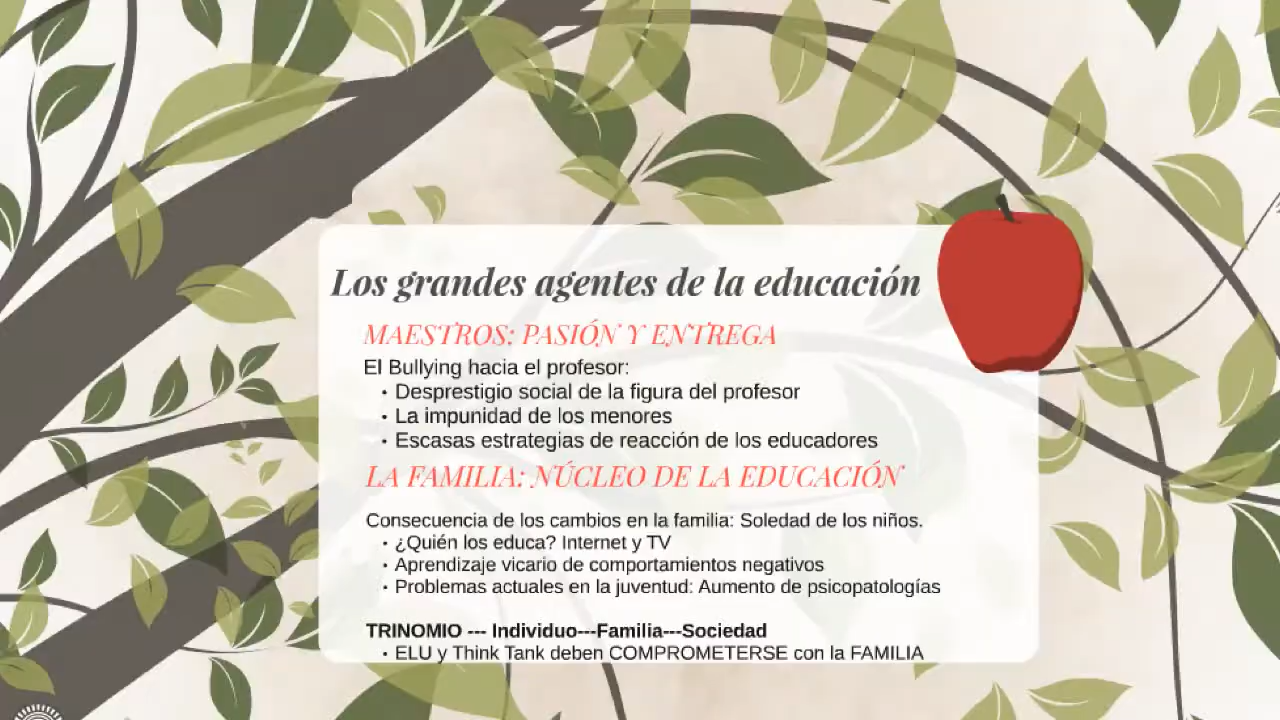 Los grandes agentes de la educación
MAESTROS: PASIÓN Y ENTREGA
El Bullying hacia el profesor:
• Desprestigio social de la figura del profesor
• La impunidad de los menores
• Escasas estrategias de reacción de los educadores
LA FAMILIA: NÚCLEO DE LA EDUCACIÓN
Consecuencia de los cambios en la familia: Soledad de los niños.
• ¿Quién los educa? Internet y TV
• Aprendizaje vicario de comportamientos negativos
• Problemas actuales en la juventud: Aumento de psicopatologías
TRINOMIO --- Individuo---Familia---Sociedad
• ELU y Think Tank deben COMPROMETERSE con la FAMILIA